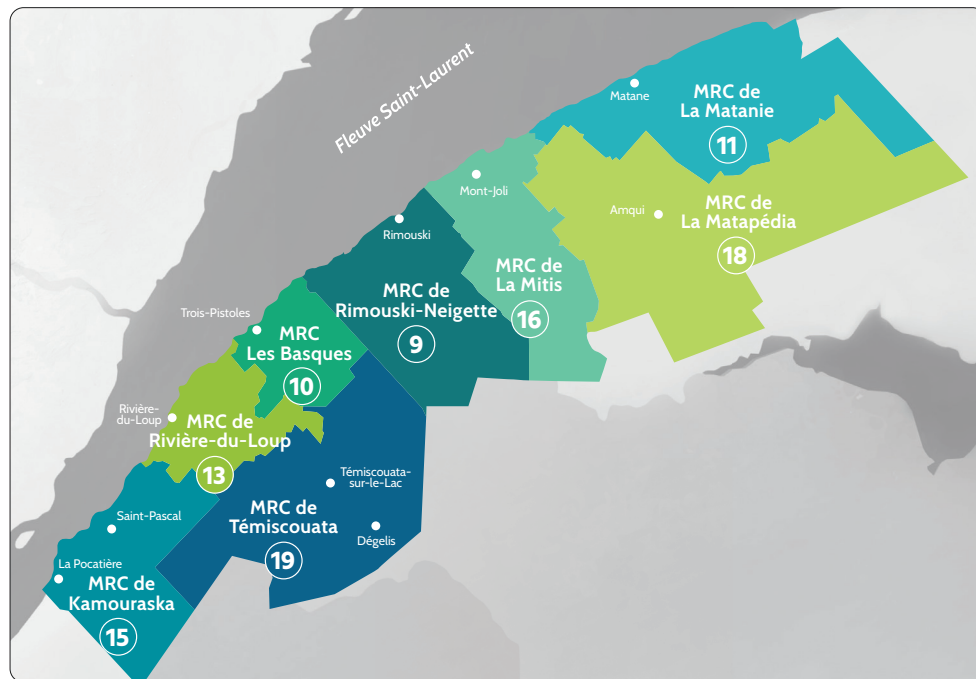 Fleuve Saint-Laurent
Matane
MRC de
La Matanie
11
Mont-Joli
Amqui
MRC de
La Matapédia
18
Rimouski
MRC de
La Mitis
16
MRC de
Rimouski-Neigette
9
Trois-Pistoles
MRC
Les Basques
10
Rivière-
du-Loup
MRC de
Rivière-du-Loup
13
Témiscouata-
sur-le-Lac
MRC de
Témiscouata
19
Dégelis
Saint-Pascal
La Pocatière
MRC de
Kamouraska
15